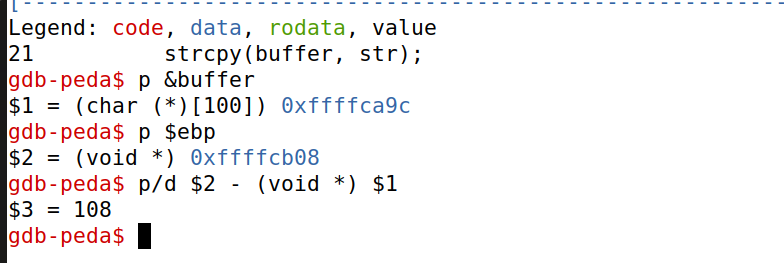 [------------------------------------------------------------
Legend: code, data, rodata, value
21          strcpy(buffer, str);
gdb-peda$ p &buffer
$1 = (char (*)[100]) 0xffffca9c
gdb-peda$ p $ebp
$2 = (void *) 0xffffcb08
gdb-peda$ p/d $2 - (void *) $1
$3 = 108
gdb-peda$